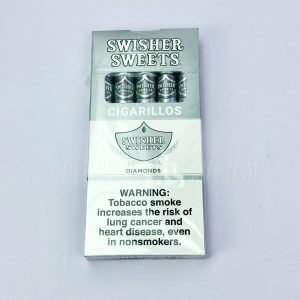 SWISHER
SWEETS
CIGARILLOS
SWISHER
SWEETS
DIAMONDS
WARNING:
Tobacco smoke
increases the risk of
lung cancer and
heart disease, even
in nonsmokers.